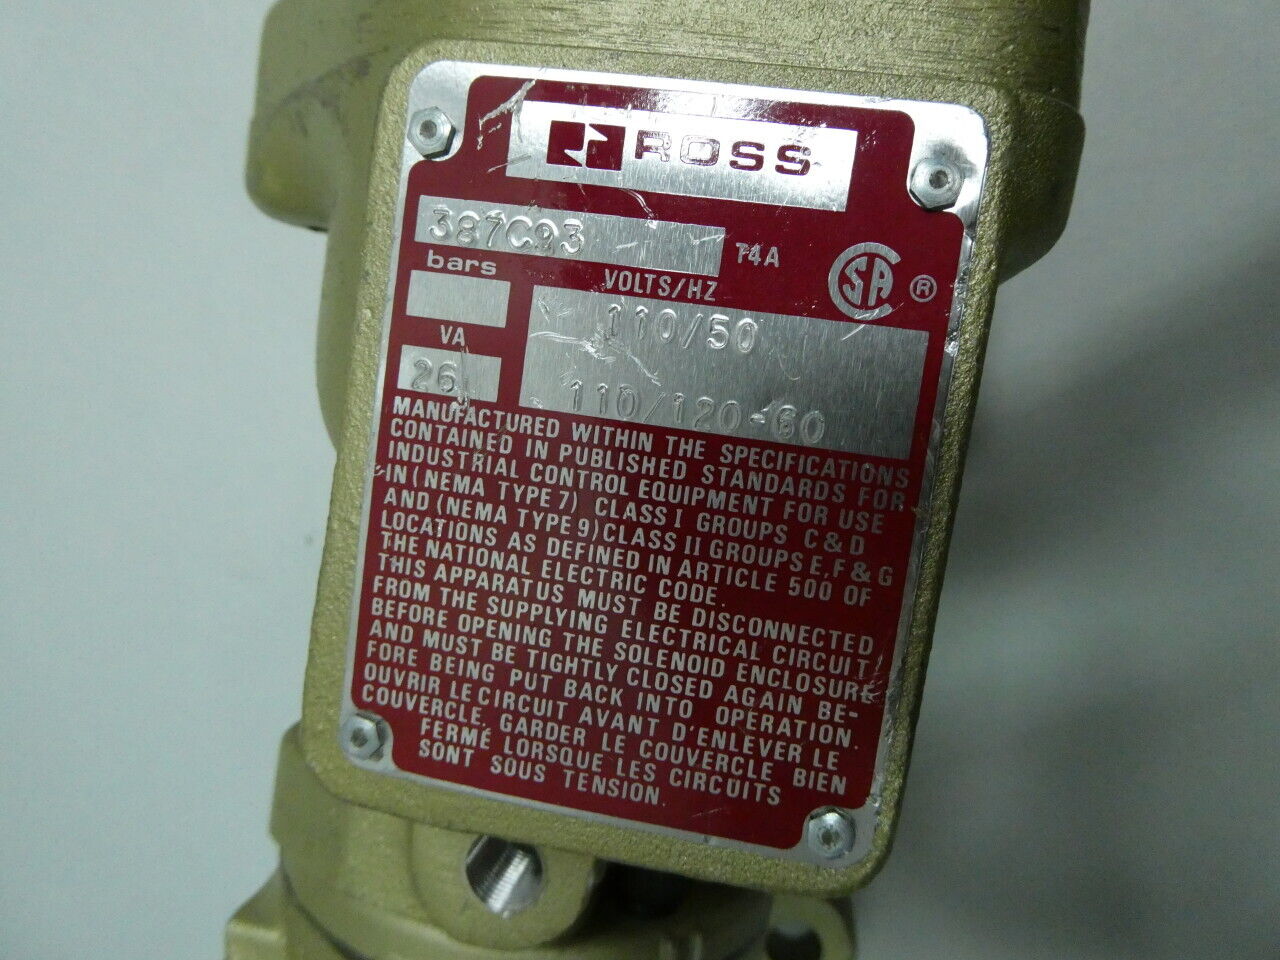 ROSS
387C93 T4A CSA ®
bars VOLTS/HZ
110/50
VA
26 110/120-60
MANUFACTURED WITHIN THE SPECIFICATIONS
CONTAINED IN PUBLISHED STANDARDS FOR
INDUSTRIAL CONTROL EQUIPMENT FOR USE
IN (NEMA TYPE 7) CLASS I GROUPS C & D
AND (NEMA TYPE 9) CLASS II GROUPS E, F & G
LOCATIONS AS DEFINED IN ARTICLE 500 OF
THE NATIONAL ELECTRIC CODE.
THIS APPARATUS MUST BE DISCONNECTED
FROM THE SUPPLYING ELECTRICAL CIRCUIT
BEFORE OPENING THE SOLENOID ENCLOSURE
AND MUST BE TIGHTLY CLOSED AGAIN BE-
FORE BEING PUT BACK INTO OPERATION.
OUVRIR LE CIRCUIT AVANT D'ENLEVER LE
COUVERCLE. GARDER LE COUVERCLE BIEN
FERMÉ LORSQUE LES CIRCUITS
SONT SOUS TENSION.